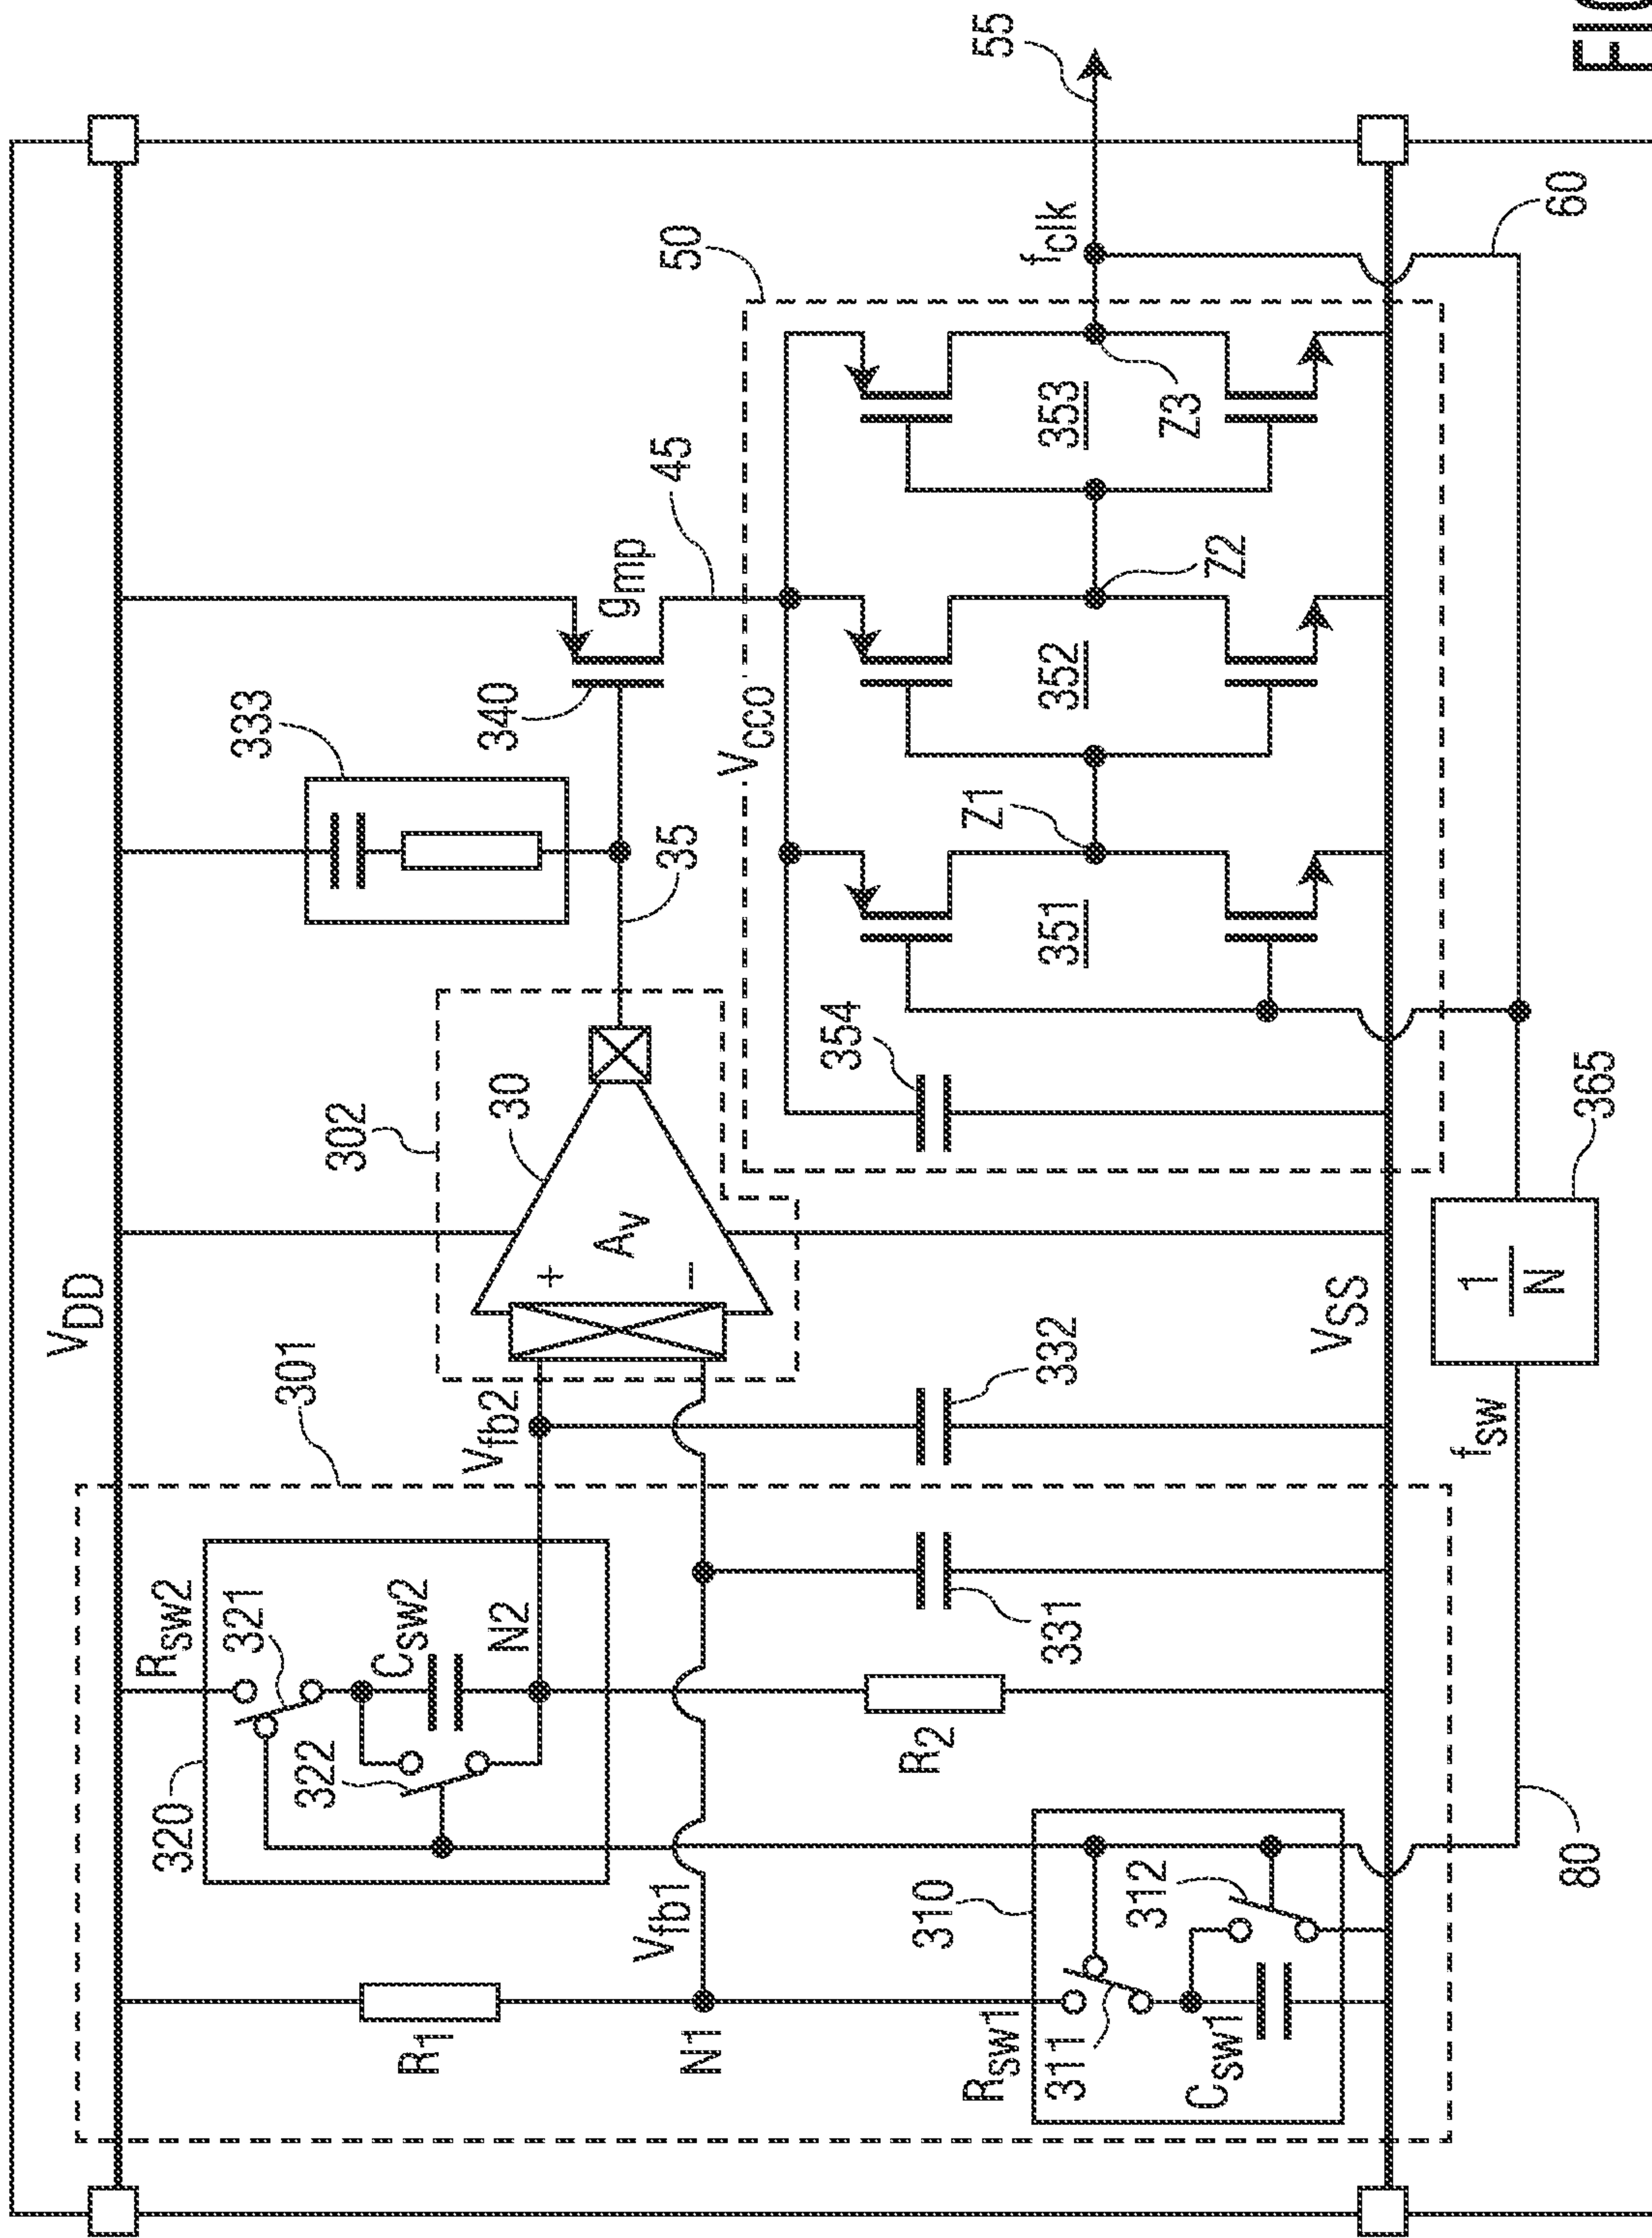 V_DD
301
R_sw2
321
320
322
C_sw2
N2
V_fb2
302
30
+
A_V
−
333
340
g_mp
45
35
50
V_cco
R_1
V_fb1
N1
R_2
331
332
354
351
352
353
Z1
Z2
Z3
f_clk
55
R_sw1
311
310
312
C_sw1
V_SS
f_sw
80
1
N
365
60